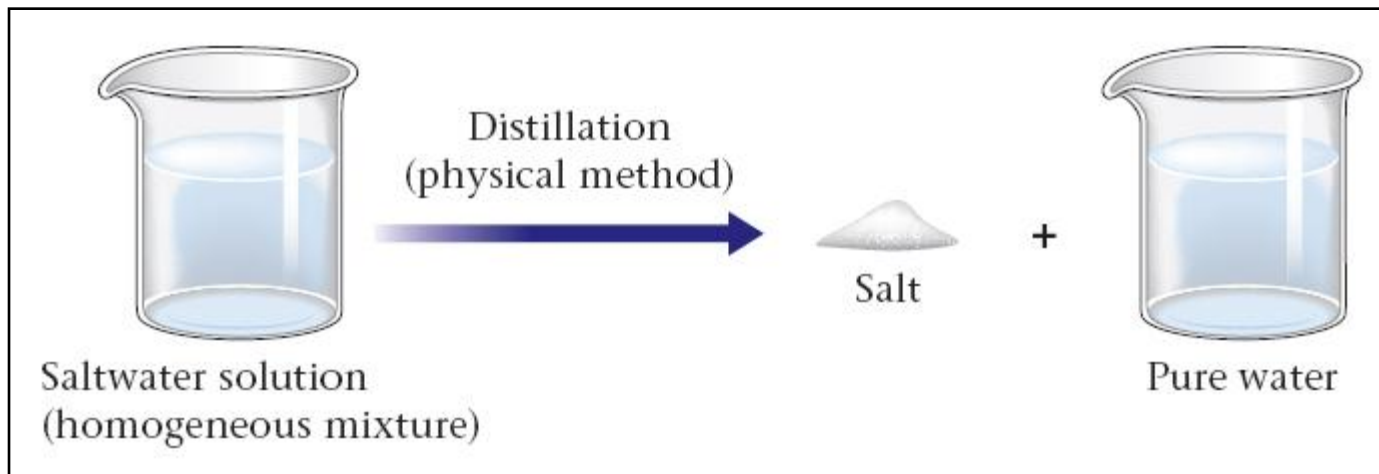 Distillation
(physical method)
Salt
+
Saltwater solution
(homogeneous mixture)
Pure water